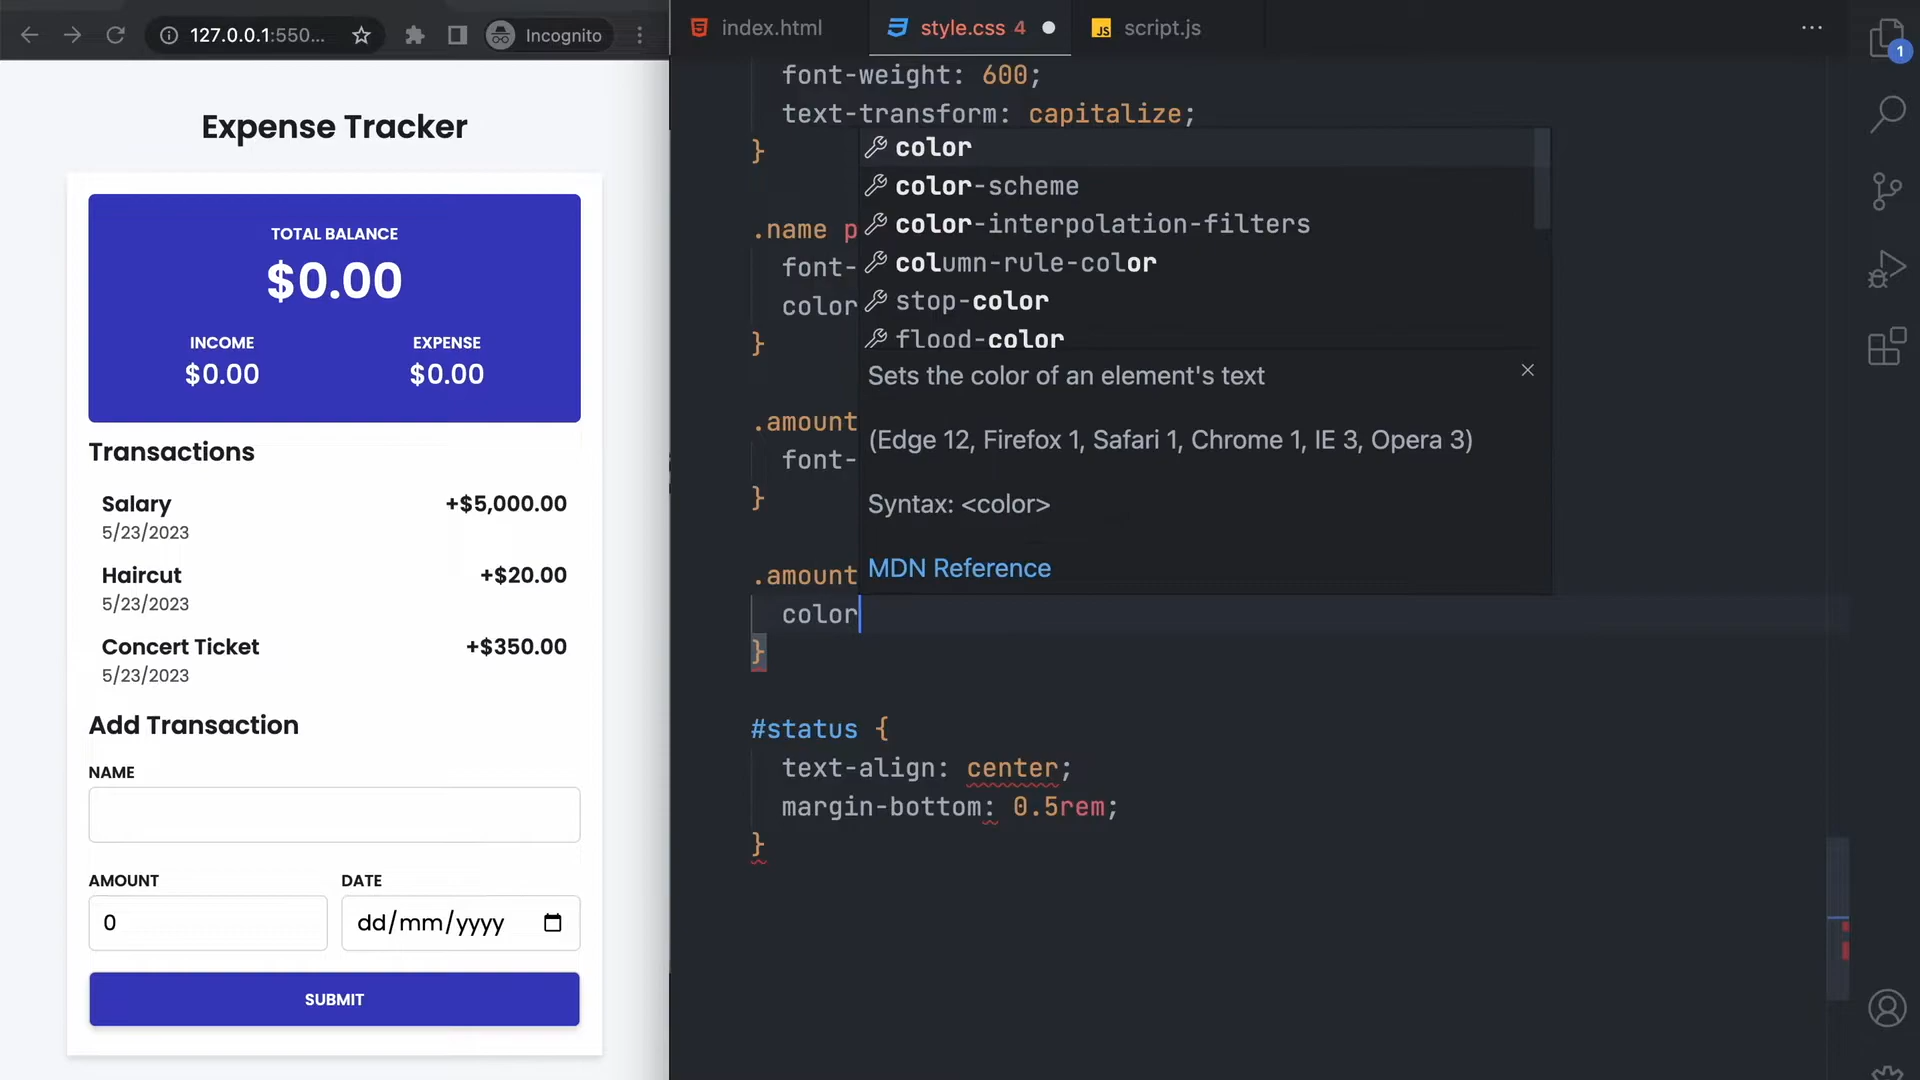 127.0.0.1:550...
Incognito
Expense Tracker
TOTAL BALANCE
$0.00
INCOME
EXPENSE
$0.00
$0.00
Transactions
Salary
+$5,000.00
5/23/2023
Haircut
+$20.00
5/23/2023
Concert Ticket
+$350.00
5/23/2023
Add Transaction
NAME
AMOUNT
DATE
0
dd/mm/yyyy
SUBMIT
index.html
style.css 4
JS script.js
...
1
font-weight: 600;
text-transform: capitalize;
}
.name p
font-
color
}
.amount
font-
}
.amount
color
}
#status {
text-align: center;
margin-bottom: 0.5rem;
}
color
color-scheme
color-interpolation-filters
column-rule-color
stop-color
flood-color
Sets the color of an element's text
(Edge 12, Firefox 1, Safari 1, Chrome 1, IE 3, Opera 3)
Syntax: <color>
MDN Reference